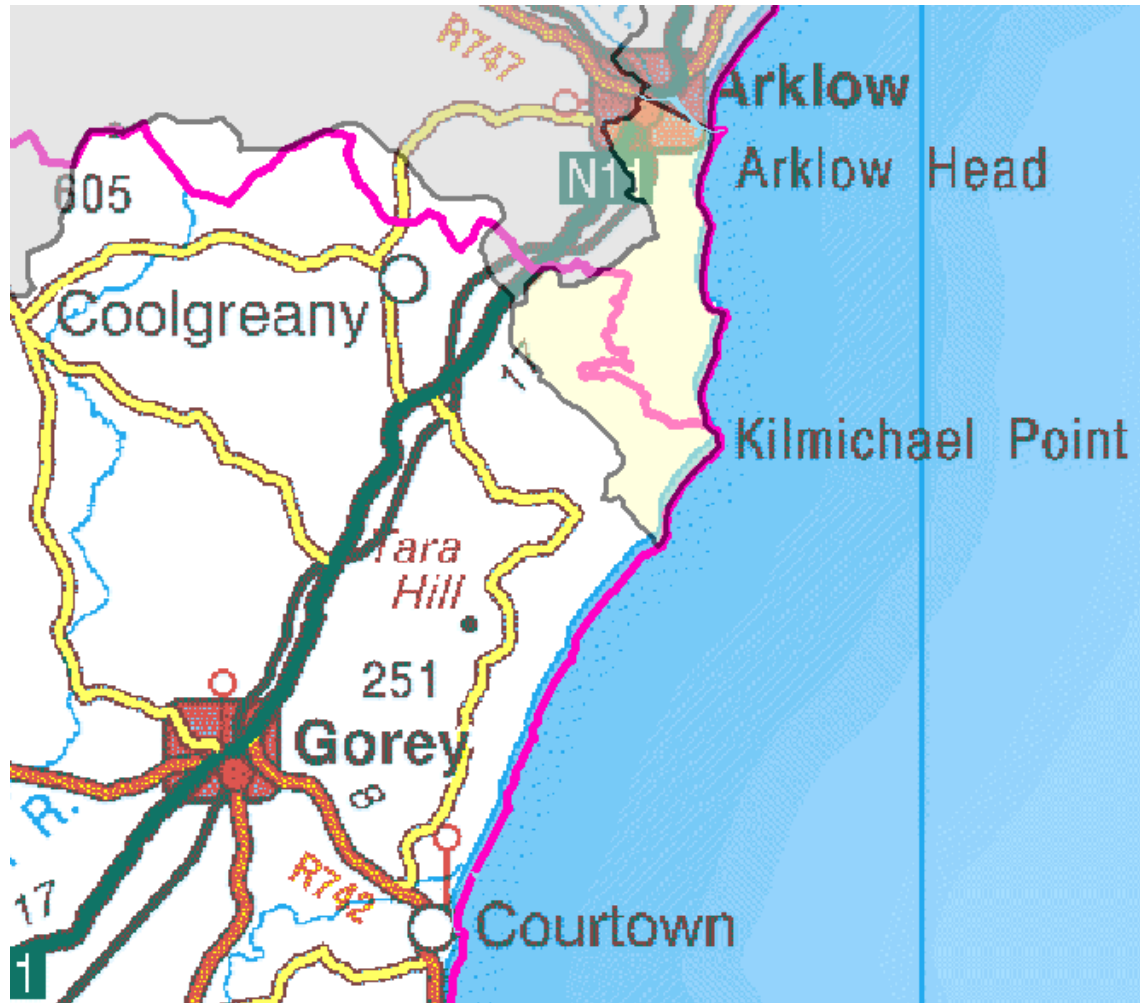 R747
Arklow
Arklow Head
N11
605
Coolgreany
11
Kilmichael Point
Tara
Hill
251
Gorey
8
R.
R742
17
Courtown
1